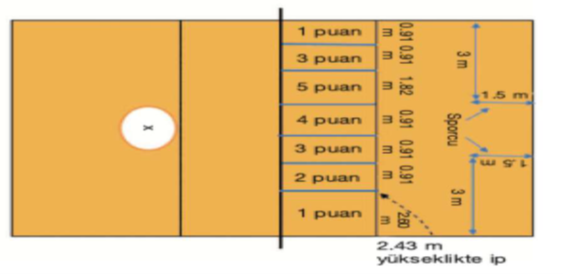 1 puan
0.91 m
3 puan
0.91 m
5 puan
1.82 m
4 puan
0.91 m
3 puan
0.91 m
2 puan
0.91 m
1 puan
2.60 m
3 m
1.5 m
Sporcu
1.5 m
3 m
x
2.43 m
yükseklikte ip